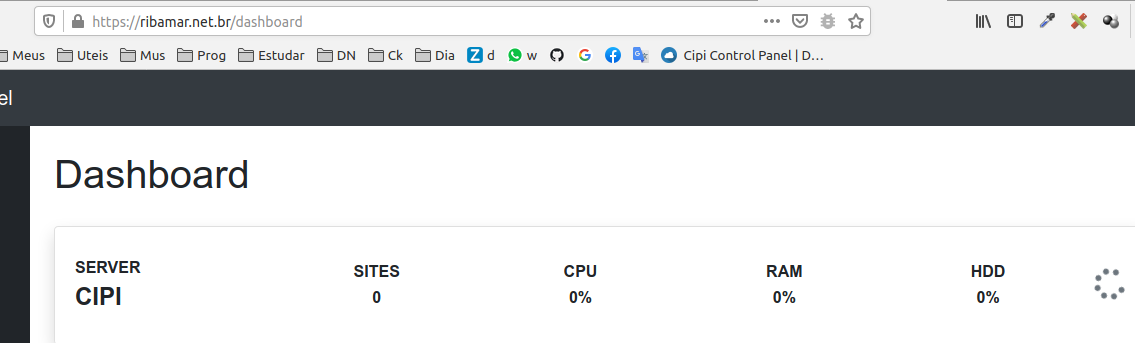 https://ribamar.net.br/dashboard
Meus Uteis Mus Prog Estudar DN Ck Dia d w Cipi Control Panel | D…
el
Dashboard
SERVER SITES CPU RAM HDD
CIPI 0 0% 0% 0%